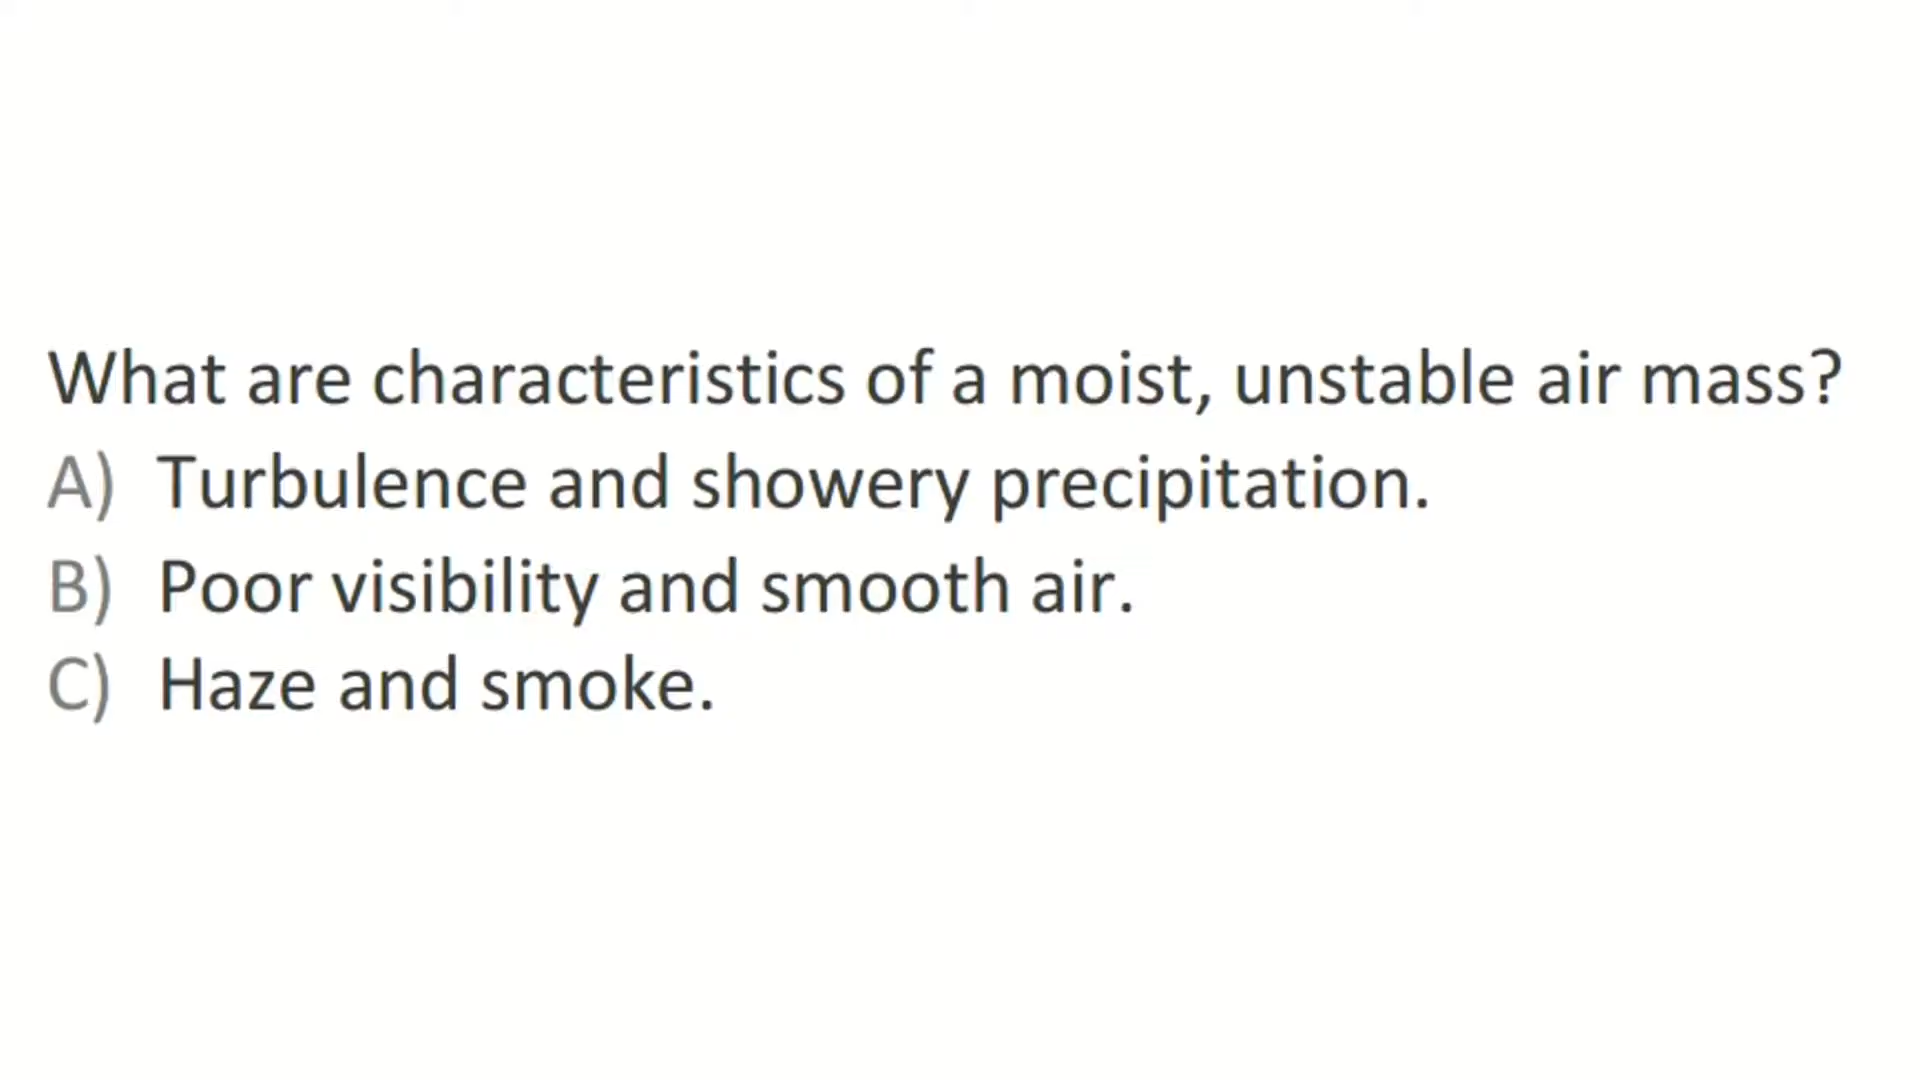 What are characteristics of a moist, unstable air mass?
A) Turbulence and showery precipitation.
B) Poor visibility and smooth air.
C) Haze and smoke.